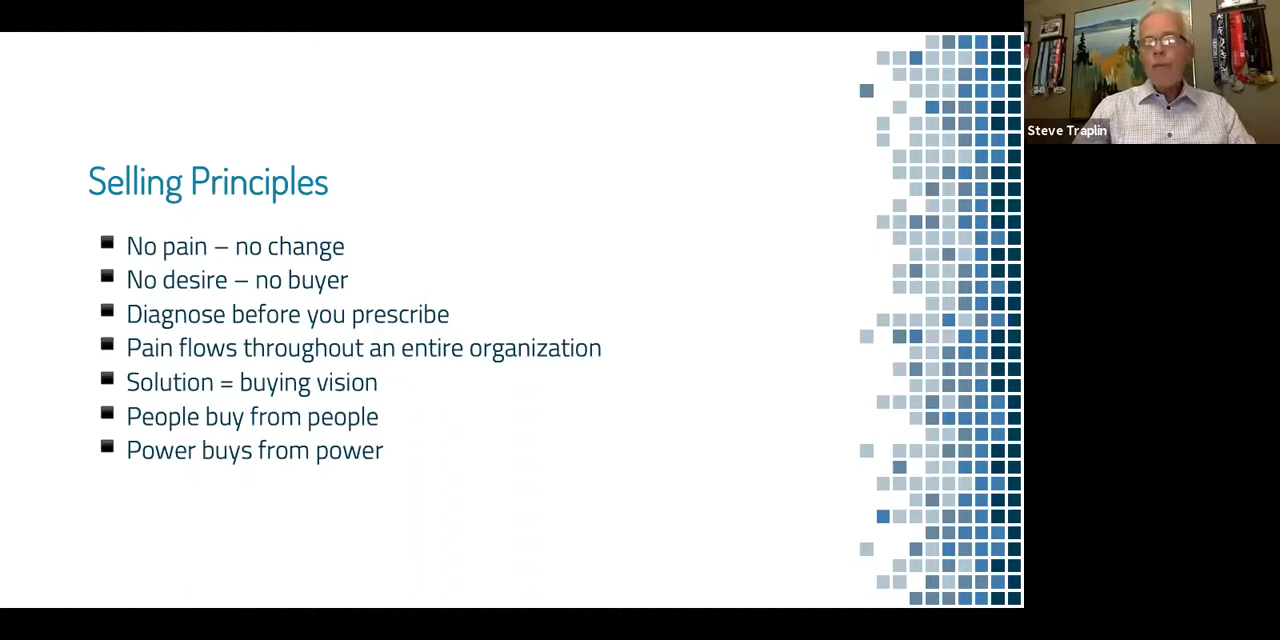 Selling Principles
No pain – no change
No desire – no buyer
Diagnose before you prescribe
Pain flows throughout an entire organization
Solution = buying vision
People buy from people
Power buys from power
Steve Traplin